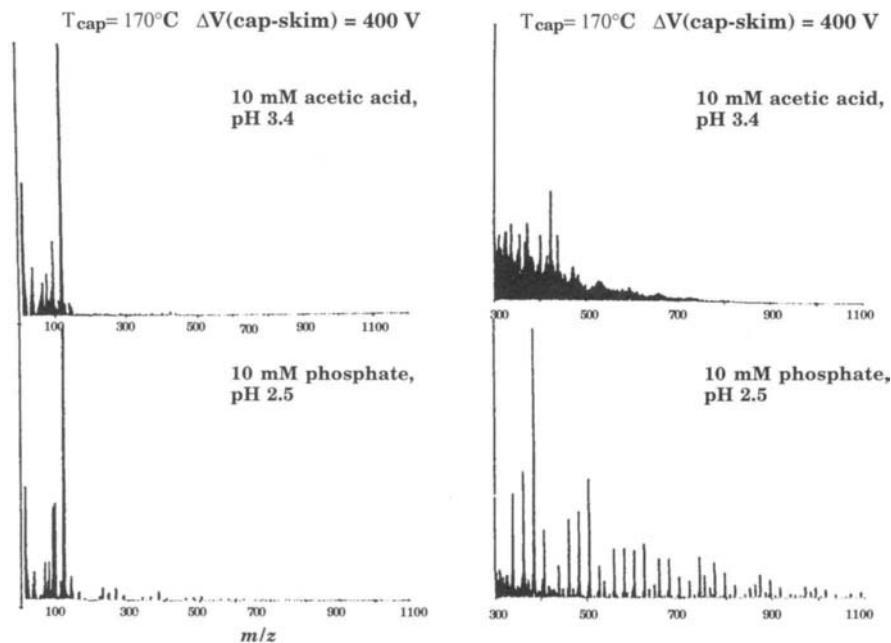 Tcap= 170°C ΔV(cap-skim) = 400 V
10 mM acetic acid,
pH 3.4
100 300 500 700 900 1100
10 mM phosphate,
pH 2.5
100 300 500 700 900 1100
m/z
Tcap= 170°C ΔV(cap-skim) = 400 V
10 mM acetic acid,
pH 3.4
300 500 700 900 1100
10 mM phosphate,
pH 2.5
300 500 700 900 1100